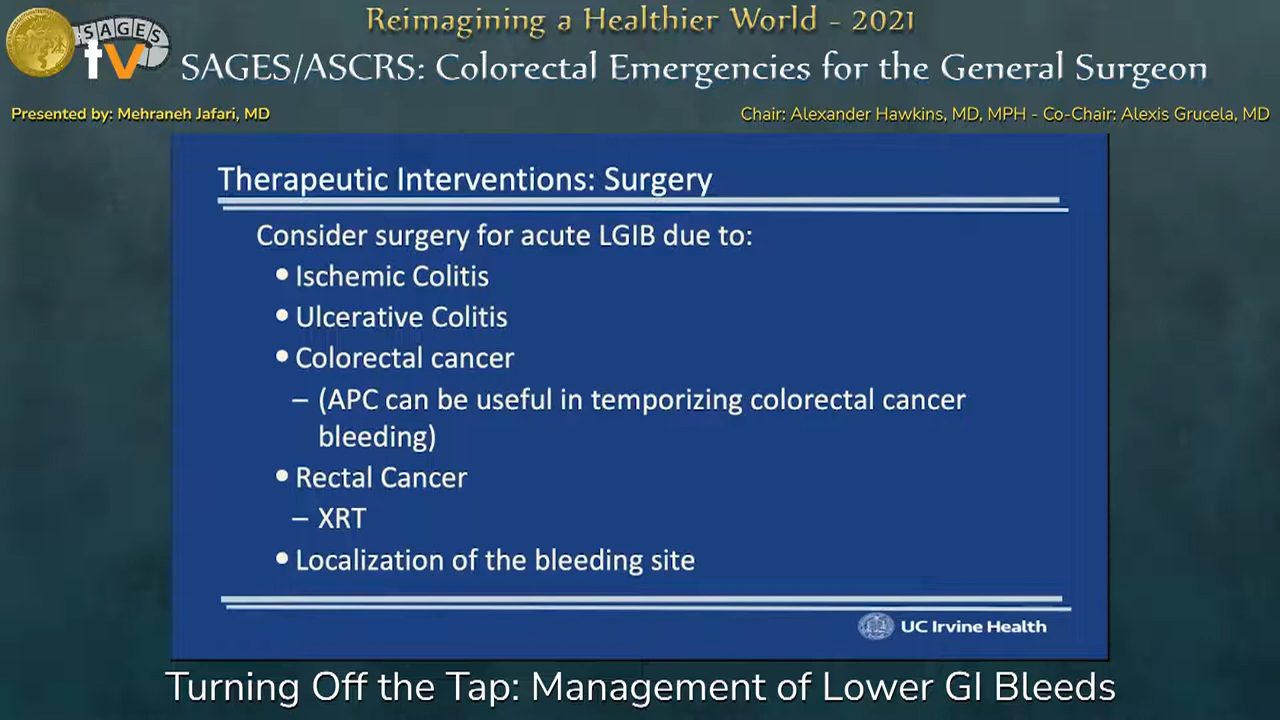 Reimagining a Healthier World - 2021
SAGES
tv
SAGES/ASCRS: Colorectal Emergencies for the General Surgeon
Presented by: Mehraneh Jafari, MD
Chair: Alexander Hawkins, MD, MPH - Co-Chair: Alexis Grucela, MD
Therapeutic Interventions: Surgery
Consider surgery for acute LGIB due to:
• Ischemic Colitis
• Ulcerative Colitis
• Colorectal cancer
– (APC can be useful in temporizing colorectal cancer
bleeding)
• Rectal Cancer
– XRT
• Localization of the bleeding site
UC Irvine Health
Turning Off the Tap: Management of Lower GI Bleeds